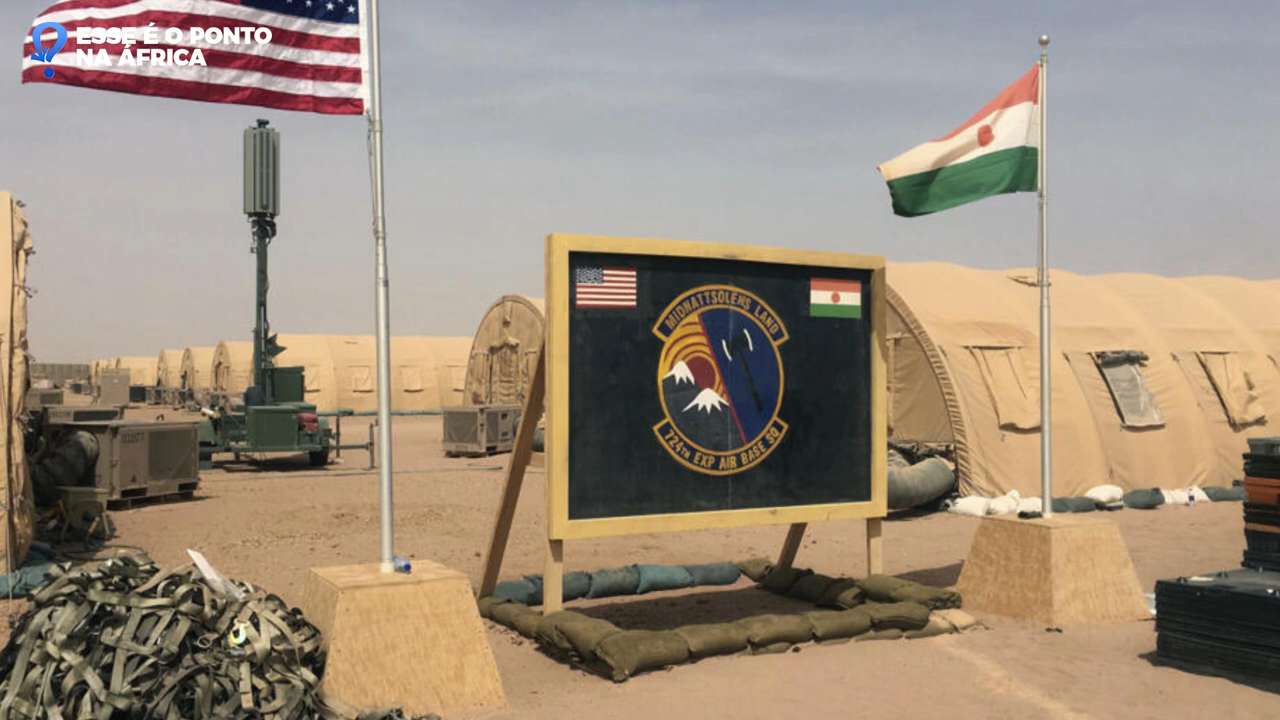 ESSE É O PONTO
NA ÁFRICA
MIDNATTSOLENS LAND
724TH EXP AIR BASE SQ